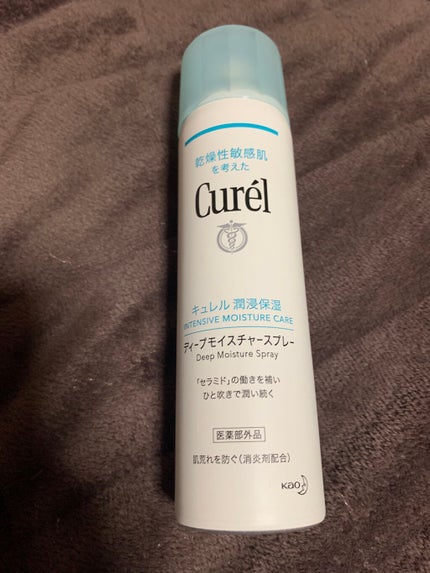 乾燥性敏感肌
を考えた
Curél
キュレル 潤浸保湿
INTENSIVE MOISTURE CARE
ディープモイスチャースプレー
Deep Moisture Spray
「セラミド」の働きを補い
ひと吹きで潤い続く
医薬部外品
肌荒れを防ぐ（消炎剤配合）
Kao